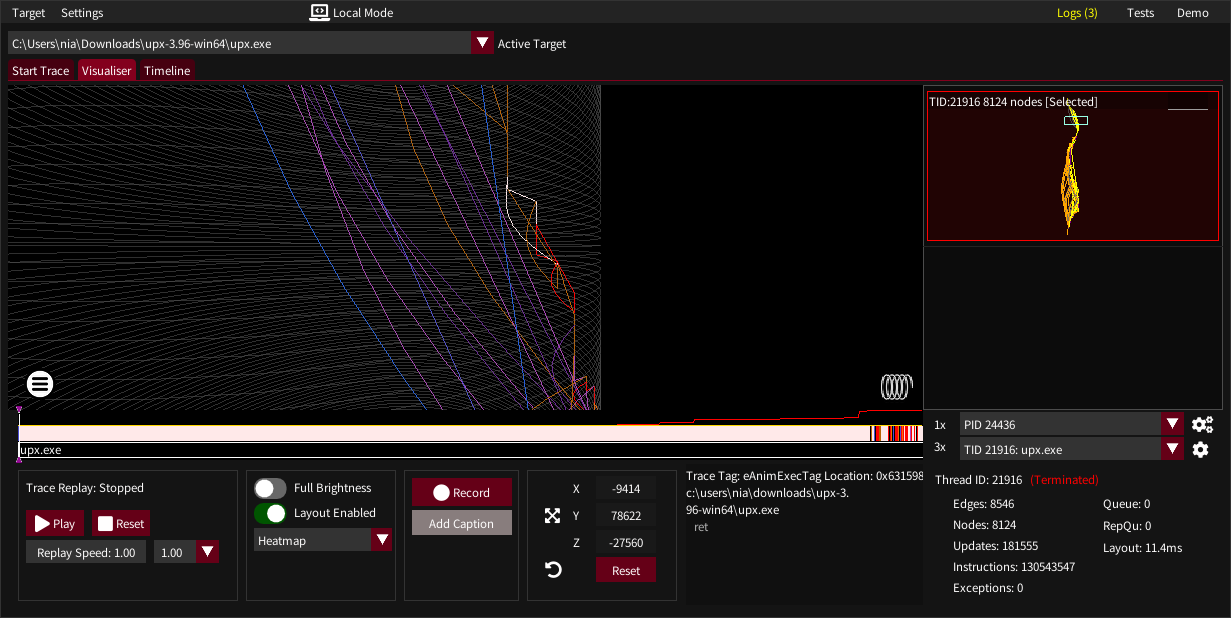 Target Settings Local Mode Logs (3) Tests Demo
C:\Users\nia\Downloads\upx-3.96-win64\upx.exe Active Target
Start Trace Visualiser Timeline
TID:21916 8124 nodes [Selected]
upx.exe
1x PID 24436
3x TID 21916: upx.exe
Trace Replay: Stopped
Play Reset
Replay Speed: 1.00 1.00
Full Brightness
Layout Enabled
Heatmap
Record
Add Caption
X -9414
Y 78622
Z -27560
Reset
Trace Tag: eAnimExecTag Location: 0x631598
c:\users\nia\downloads\upx-3.
96-win64\upx.exe
ret
Thread ID: 21916 (Terminated)
Edges: 8546 Queue: 0
Nodes: 8124 RepQu: 0
Updates: 181555 Layout: 11.4ms
Instructions: 130543547
Exceptions: 0